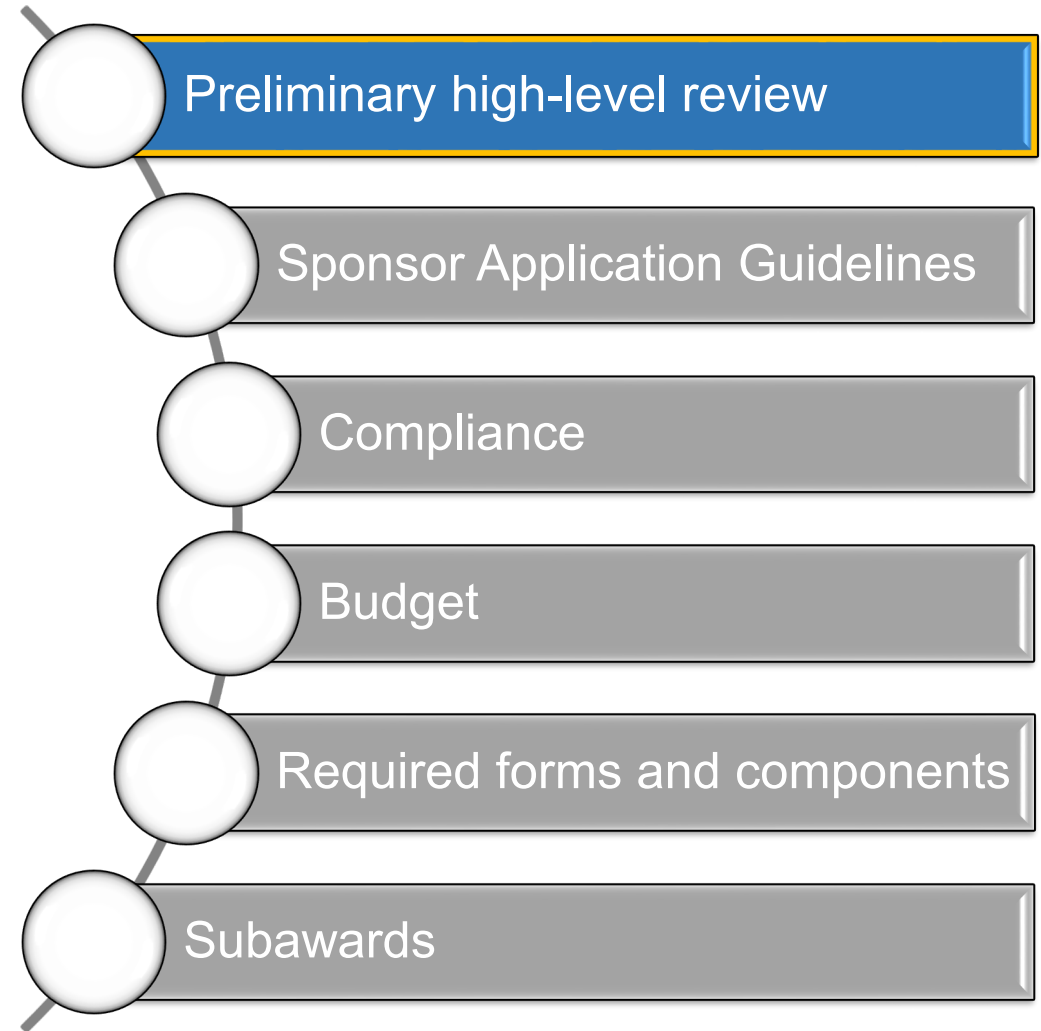 Preliminary high-level review
Sponsor Application Guidelines
Compliance
Budget
Required forms and components
Subawards